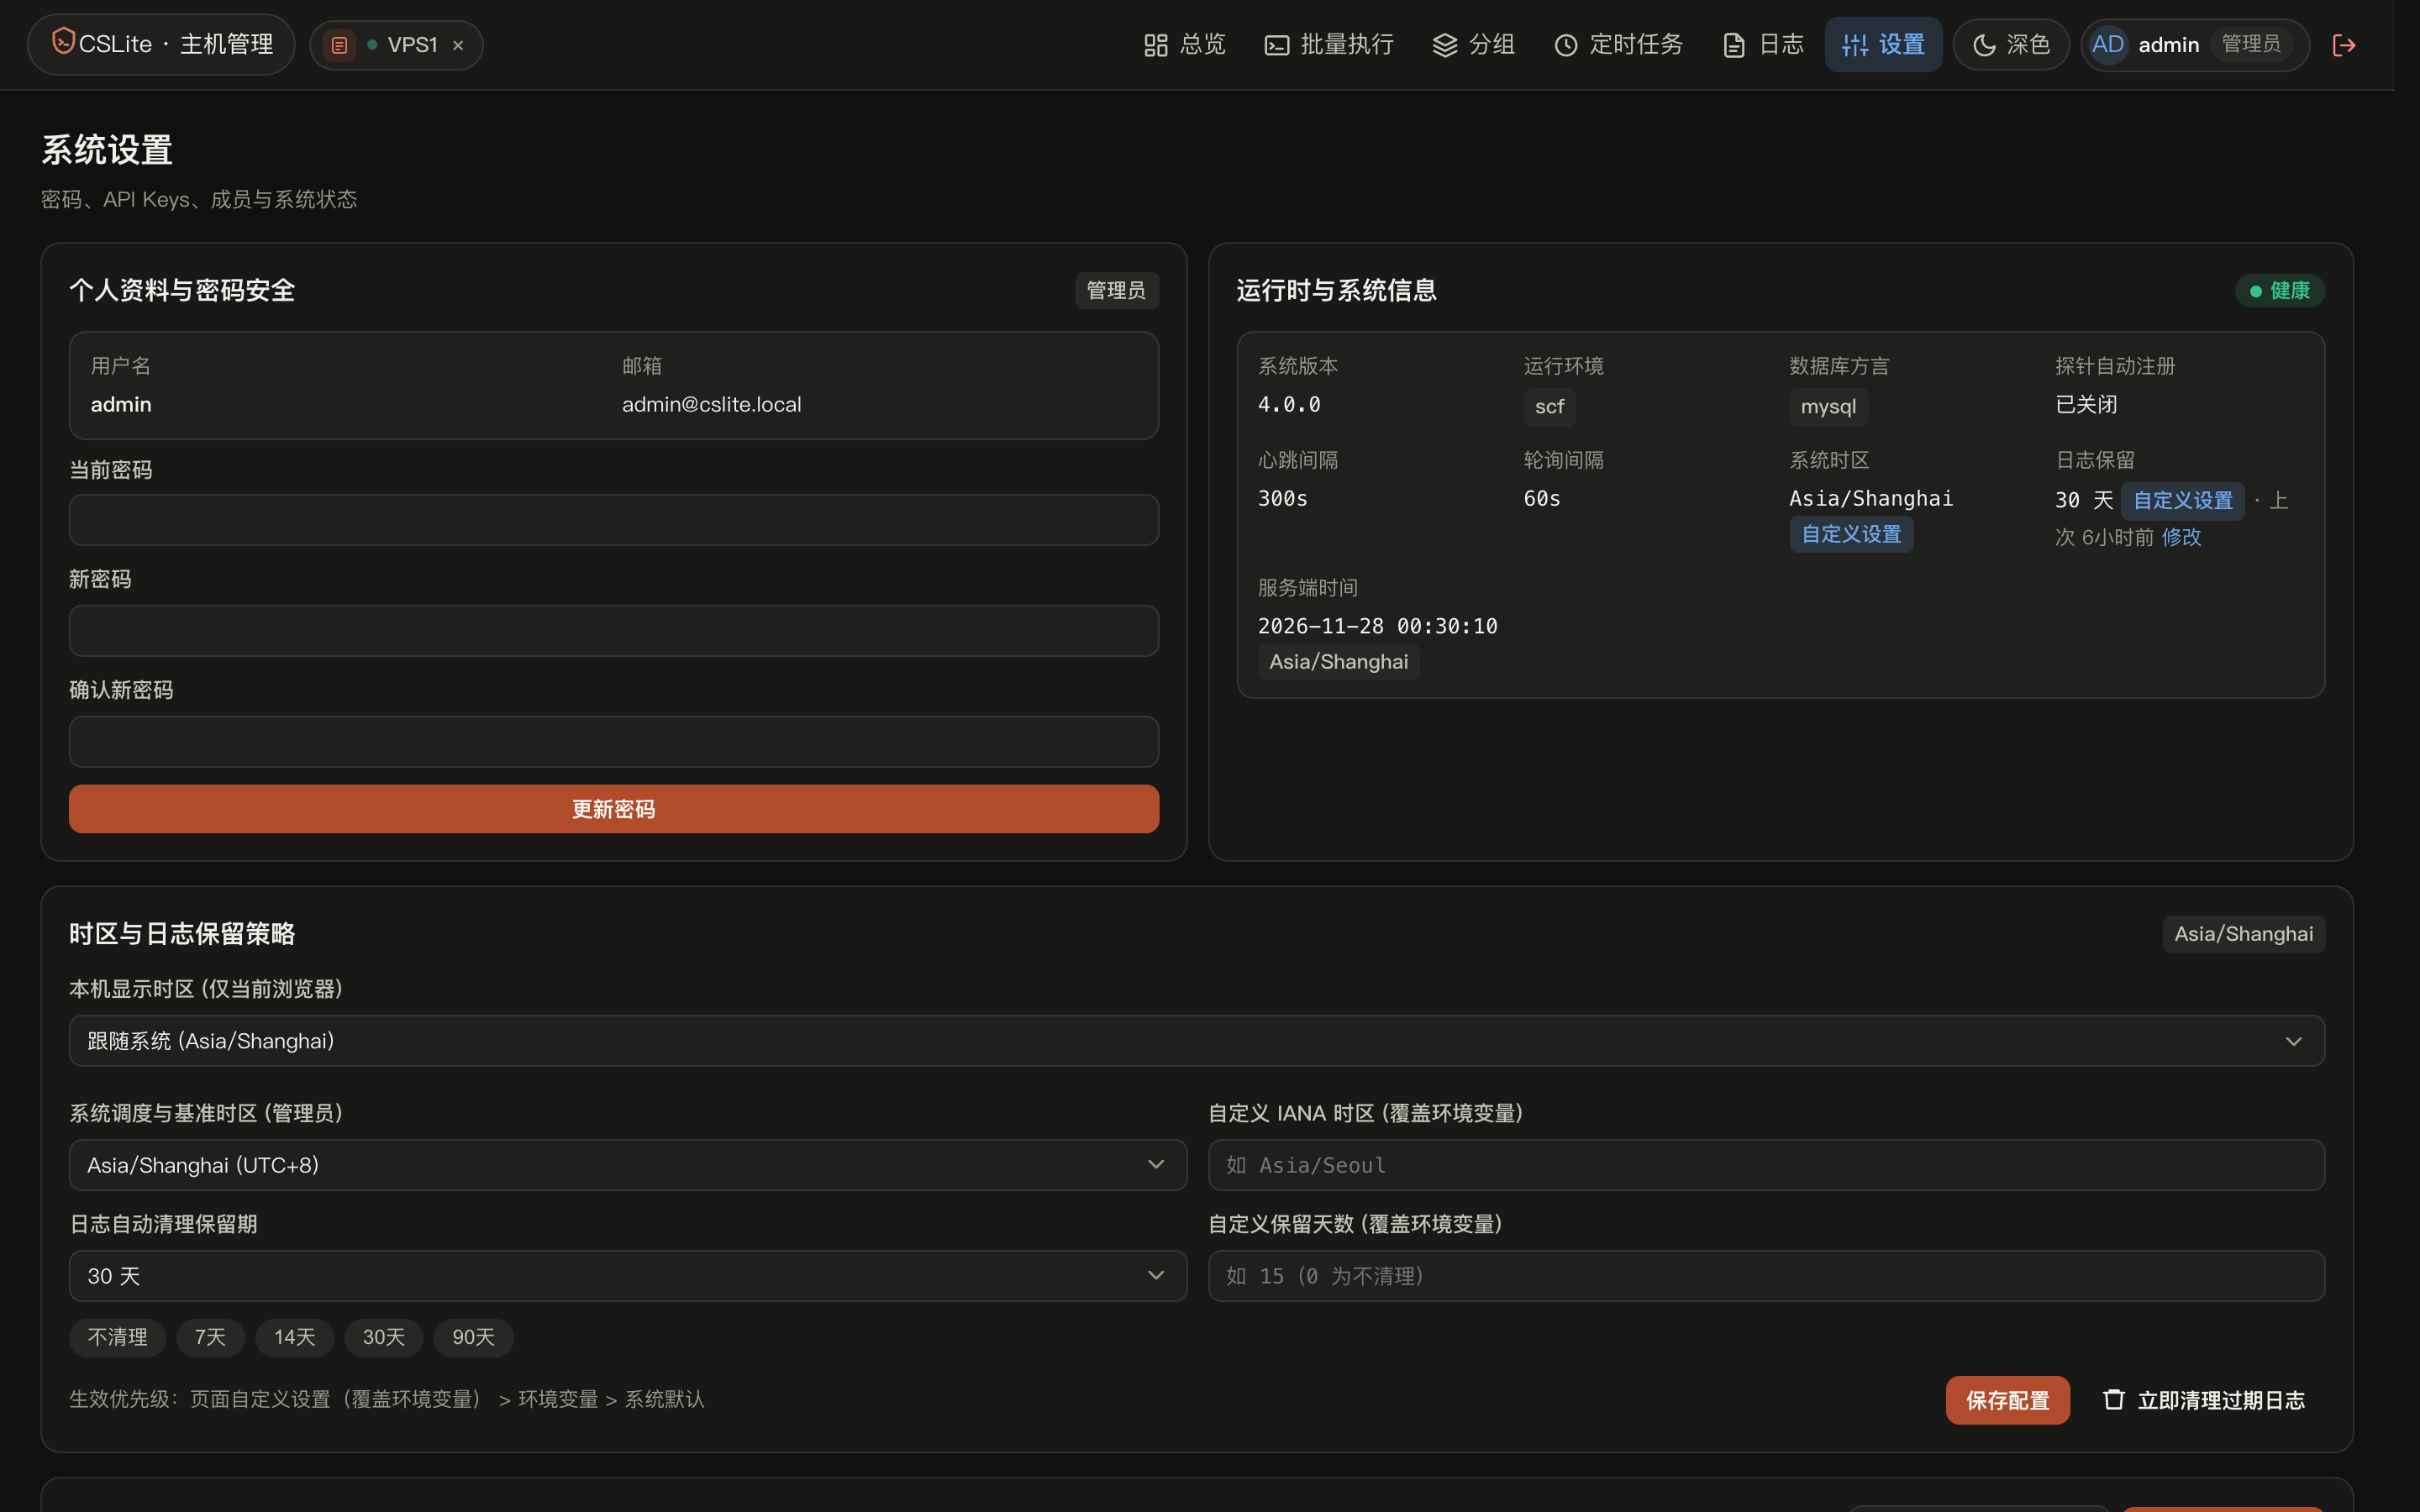 CSLite · 主机管理
VPS1 ×
总览
批量执行
分组
定时任务
日志
设置
深色
AD admin 管理员
系统设置
密码、API Keys、成员与系统状态
个人资料与密码安全
管理员
用户名
admin
邮箱
admin@cslite.local
当前密码
新密码
确认新密码
更新密码
运行时与系统信息
健康
系统版本
4.0.0
运行环境
scf
数据库方言
mysql
探针自动注册
已关闭
心跳间隔
300s
轮询间隔
60s
系统时区
Asia/Shanghai
自定义设置
日志保留
30 天 自定义设置 · 上
次 6小时前 修改
服务端时间
2026-11-28 00:30:10
Asia/Shanghai
时区与日志保留策略
Asia/Shanghai
本机显示时区 (仅当前浏览器)
跟随系统 (Asia/Shanghai)
系统调度与基准时区 (管理员)
Asia/Shanghai (UTC+8)
自定义 IANA 时区 (覆盖环境变量)
如 Asia/Seoul
日志自动清理保留期
30 天
自定义保留天数 (覆盖环境变量)
如 15 (0 为不清理)
不清理
7天
14天
30天
90天
生效优先级：页面自定义设置（覆盖环境变量） > 环境变量 > 系统默认
保存配置
立即清理过期日志